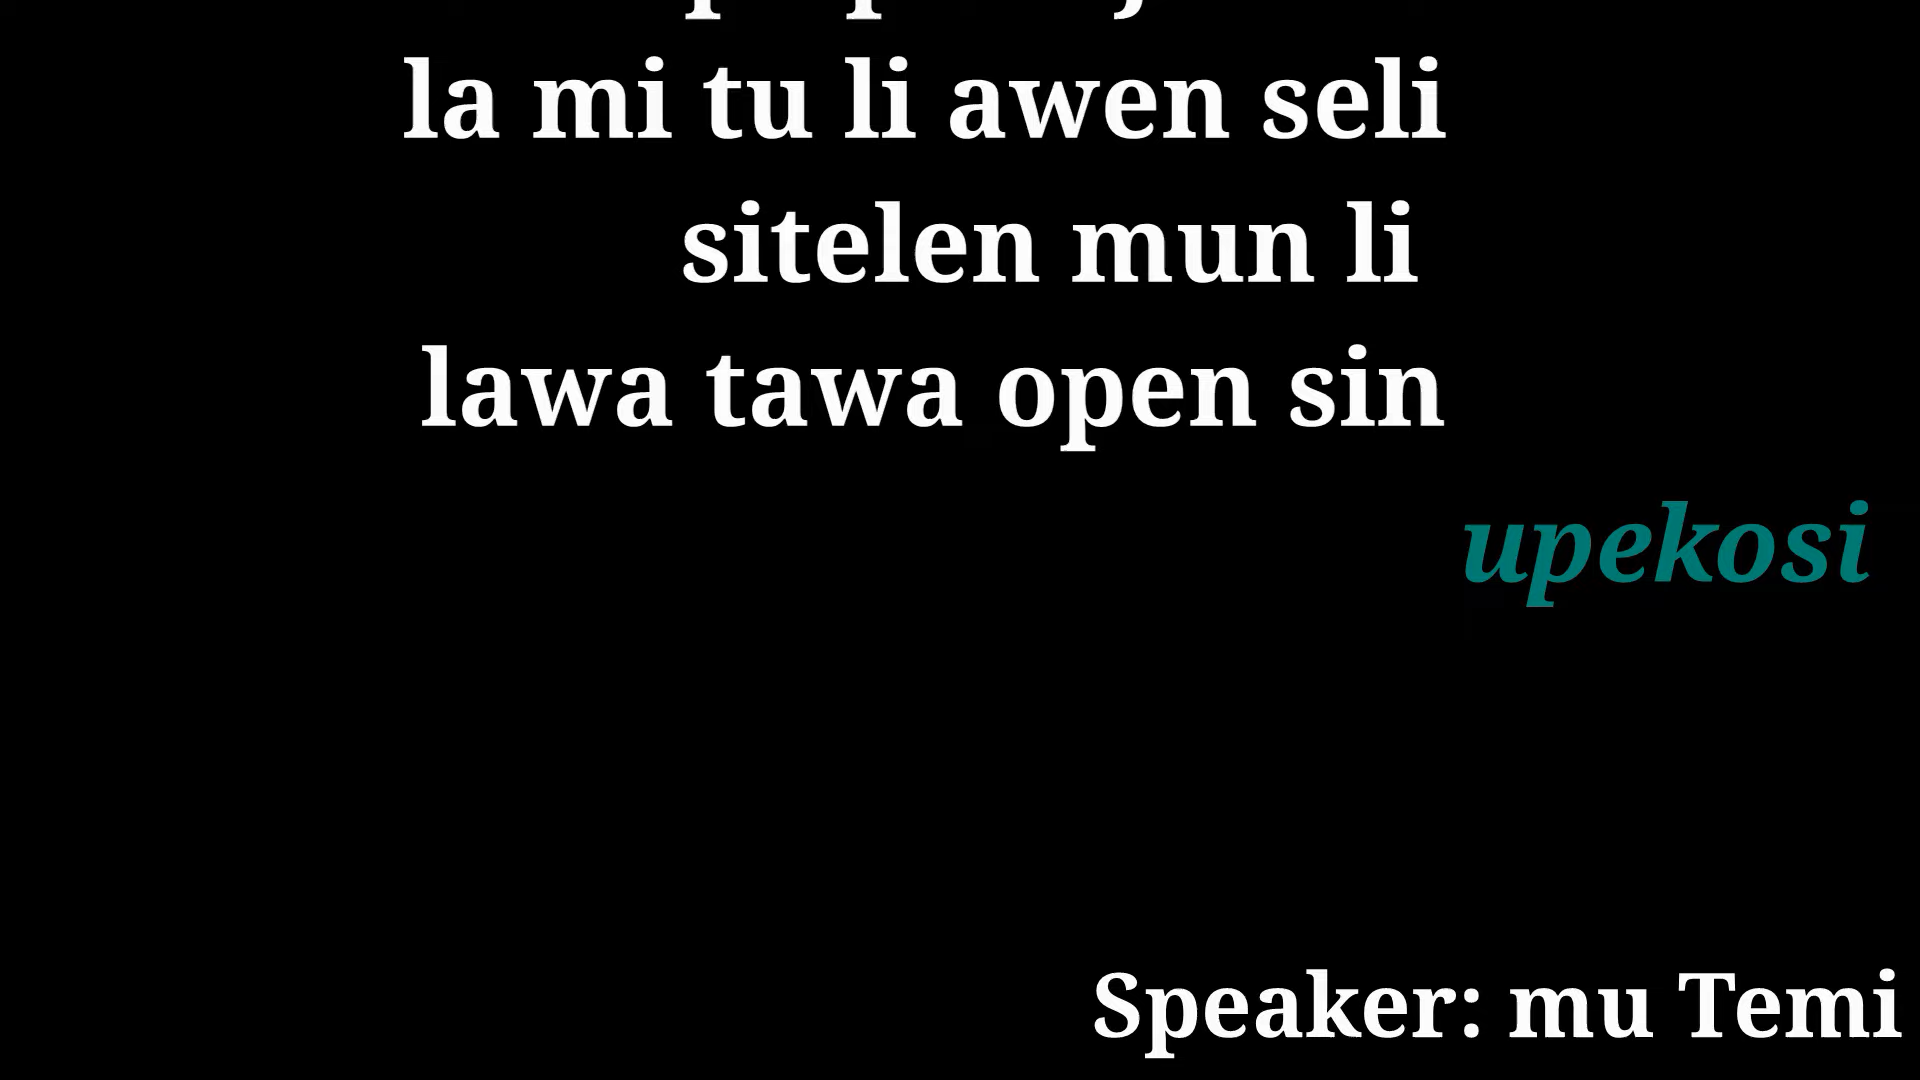 la mi tu li awen seli
sitelen mun li
lawa tawa open sin
upekosi
Speaker: mu Temi